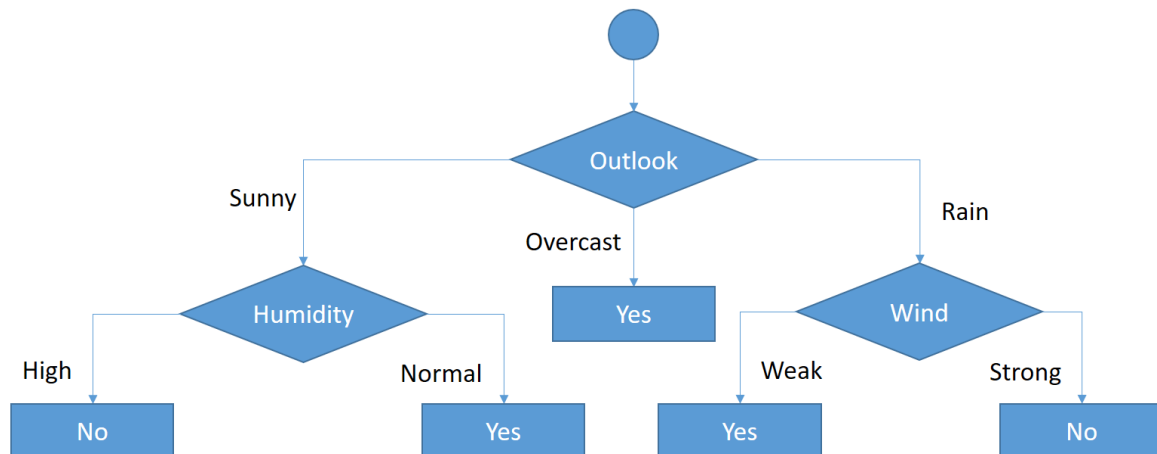 Outlook
Sunny
Rain
Overcast
Humidity
Yes
Wind
High
Normal
Weak
Strong
No
Yes
Yes
No